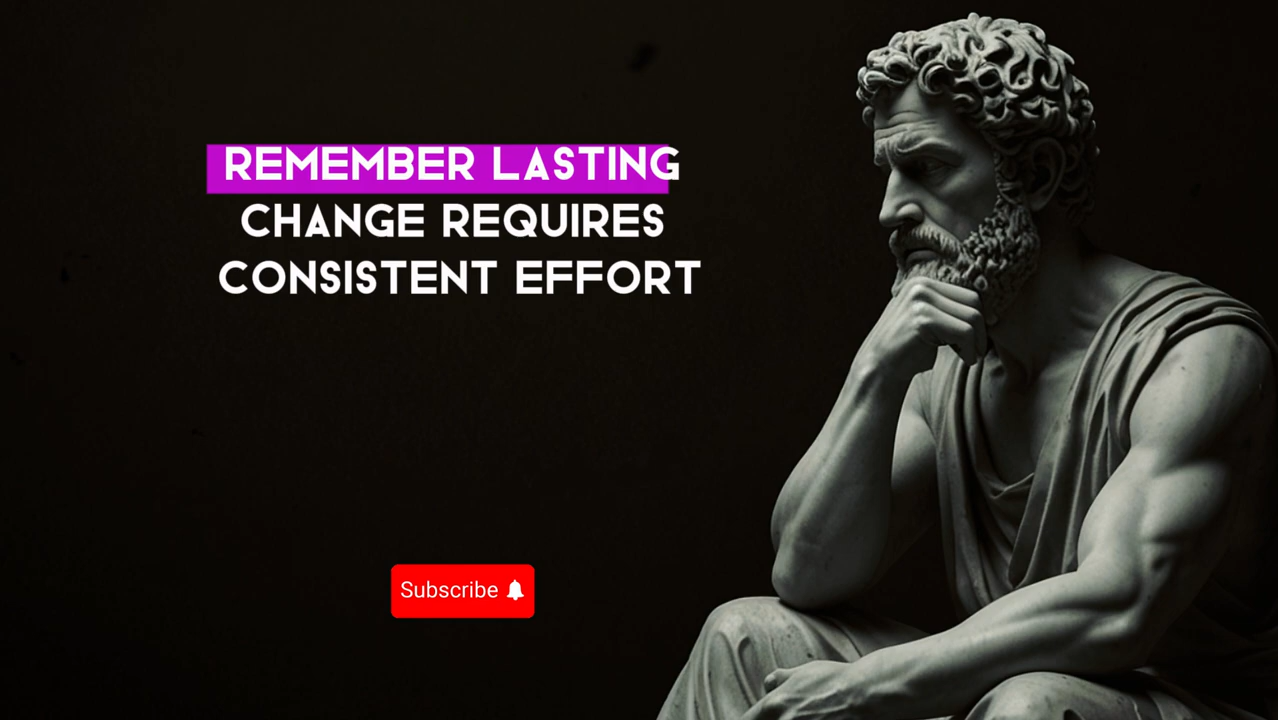 REMEMBER LASTING
CHANGE REQUIRES
CONSISTENT EFFORT
Subscribe